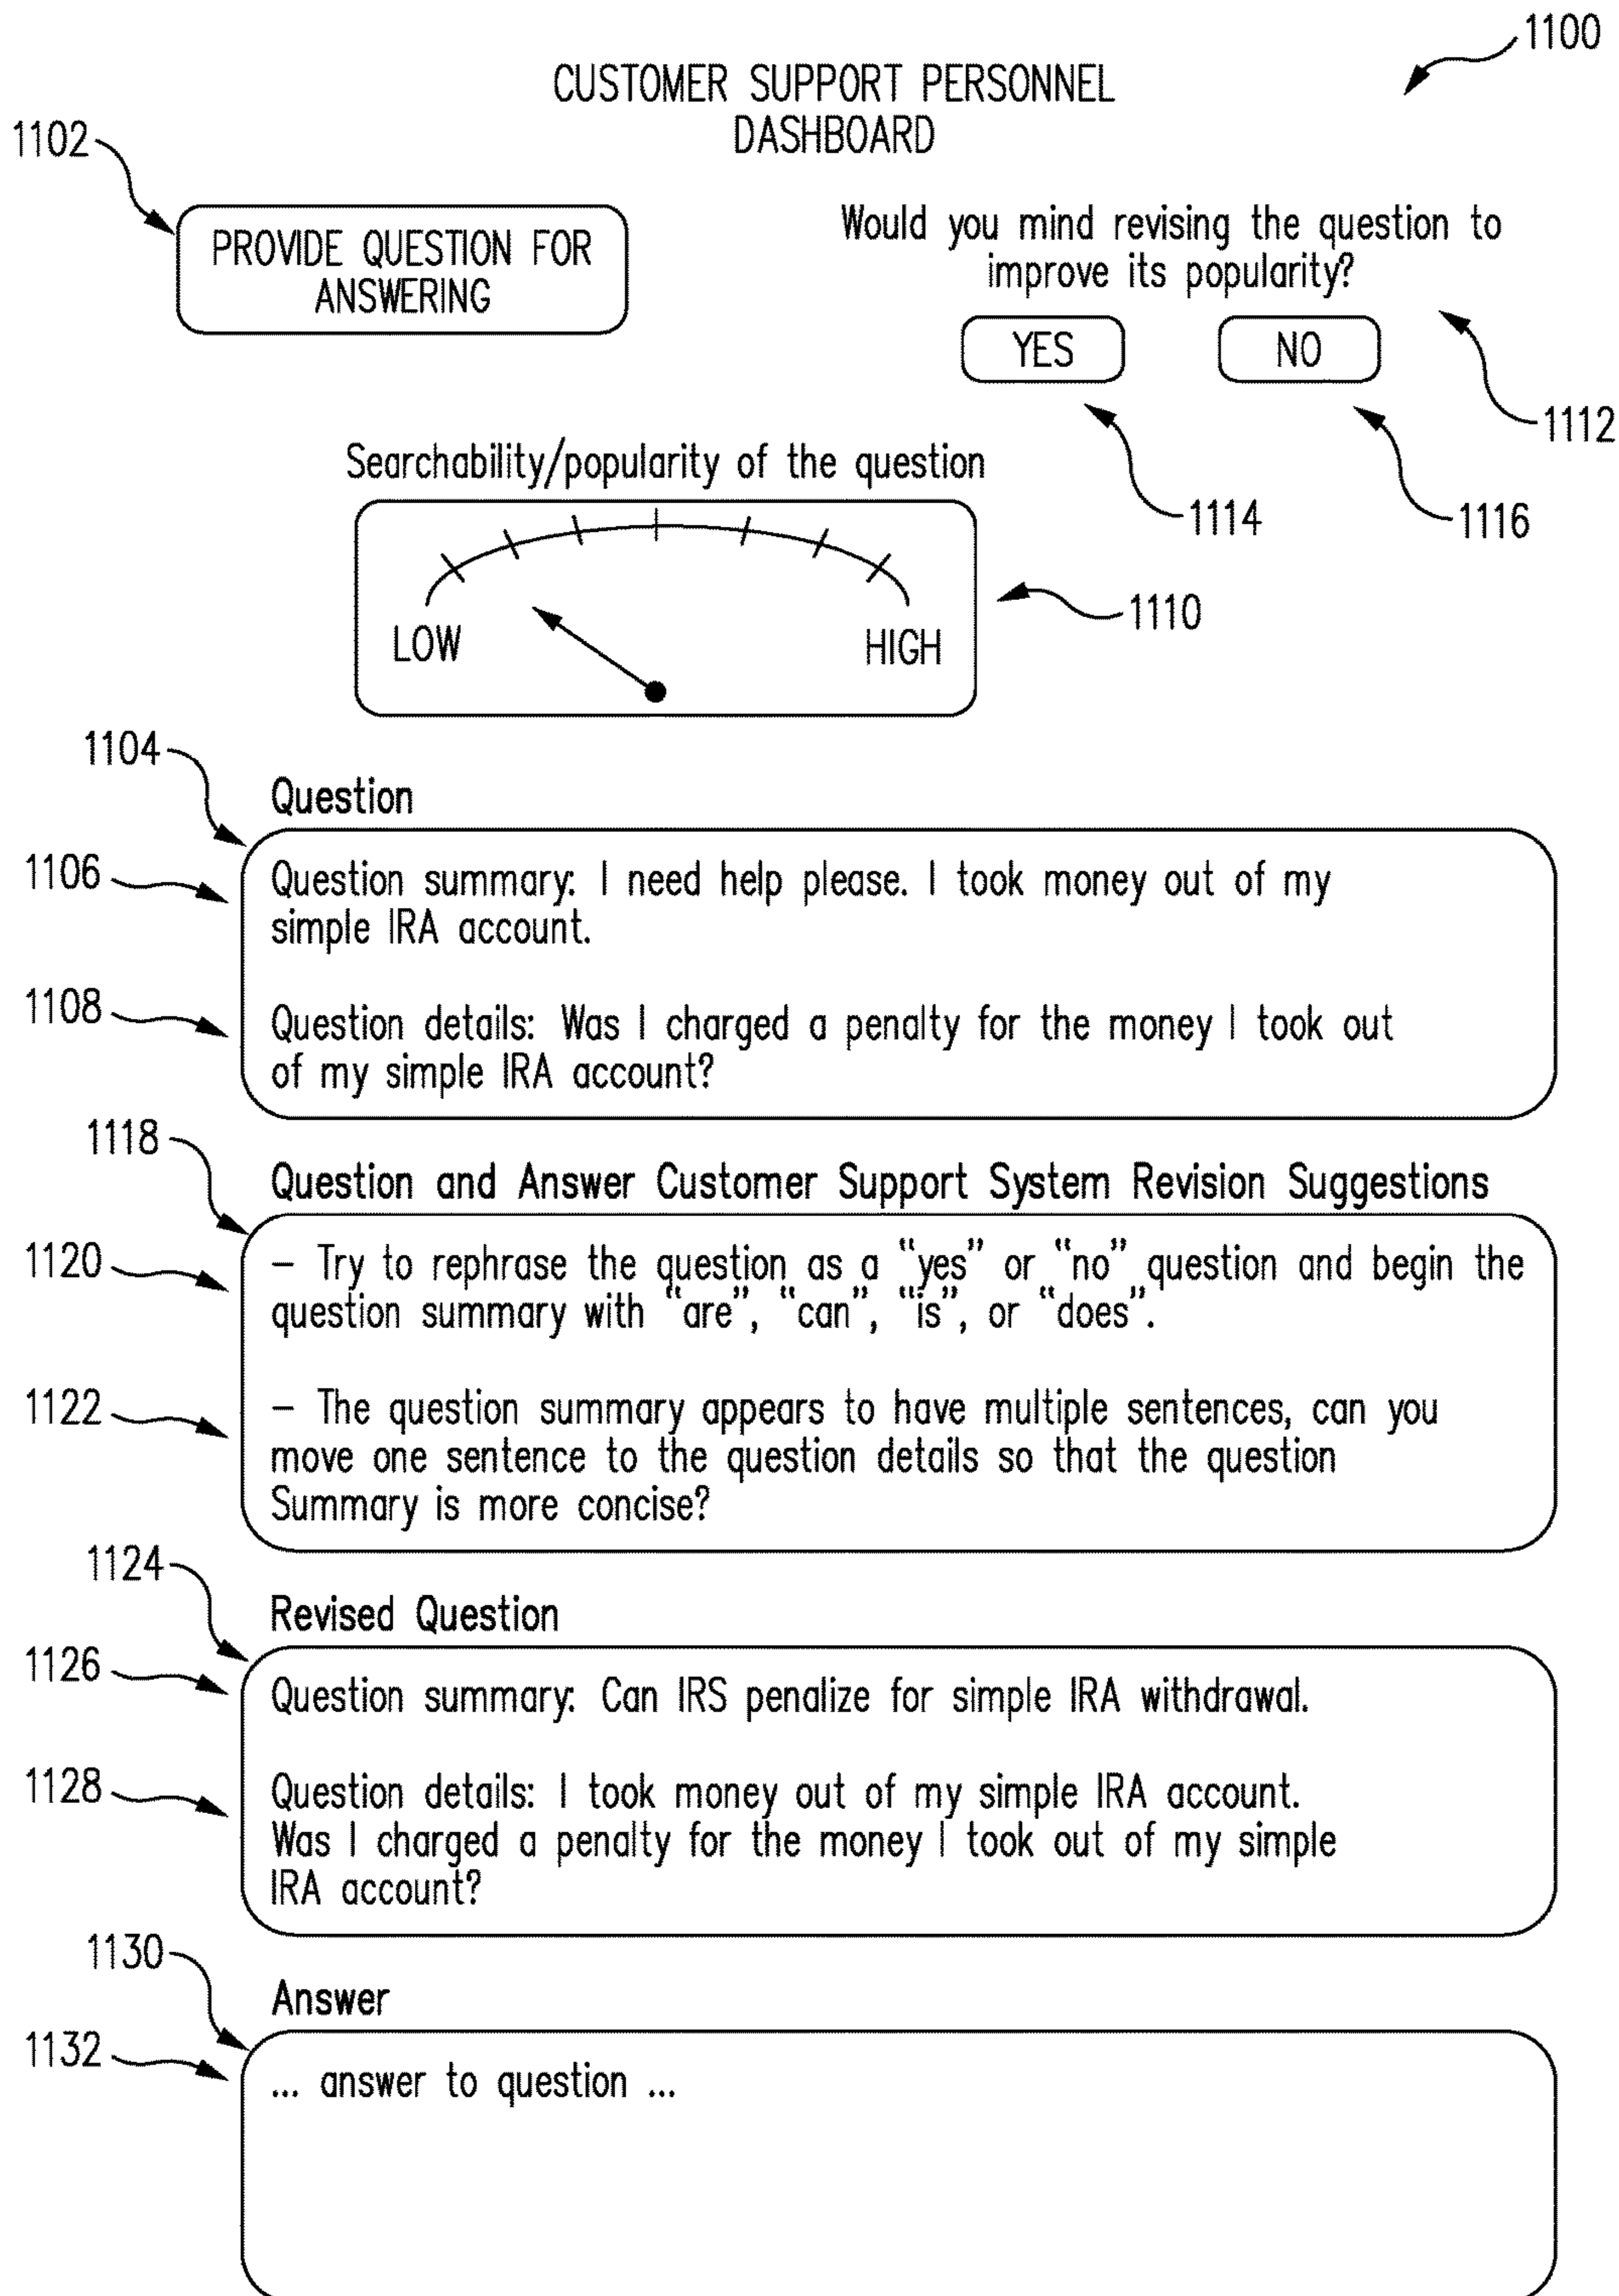 1100
CUSTOMER SUPPORT PERSONNEL
DASHBOARD
1102
PROVIDE QUESTION FOR
ANSWERING
Would you mind revising the question to
improve its popularity?
YES
NO
1112
1114
1116
Searchability/popularity of the question
LOW
HIGH
1110
1104
Question
1106
Question summary: I need help please. I took money out of my
simple IRA account.
1108
Question details: Was I charged a penalty for the money I took out
of my simple IRA account?
1118
Question and Answer Customer Support System Revision Suggestions
1120
– Try to rephrase the question as a “yes” or “no” question and begin the
question summary with “are”, “can”, “is”, or “does”.
1122
– The question summary appears to have multiple sentences, can you
move one sentence to the question details so that the question
Summary is more concise?
1124
Revised Question
1126
Question summary: Can IRS penalize for simple IRA withdrawal.
1128
Question details: I took money out of my simple IRA account.
Was I charged a penalty for the money I took out of my simple
IRA account?
1130
Answer
1132
... answer to question ...